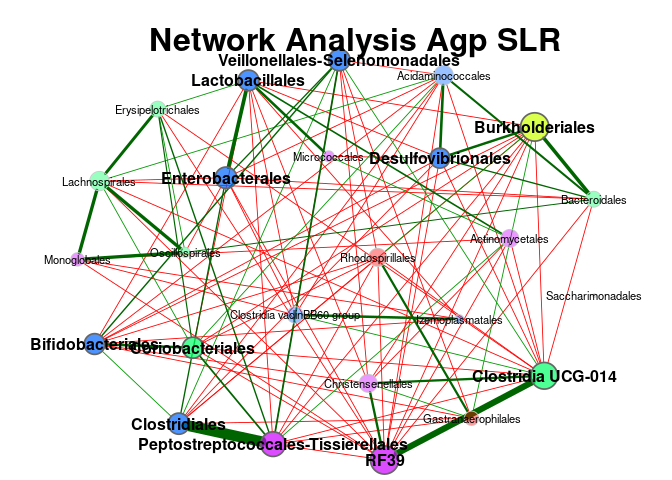 Network Analysis Agp SLR
Veillonellales-Selenomonadales
Acidaminococcales
Lactobacillales
Erysipelotrichales
Burkholderiales
Micrococcales
Desulfovibrionales
Enterobacterales
Lachnospirales
Bacteroidales
Actinomycetales
Oscillospirales
Monoglobales
Rhodospirillales
Saccharimonadales
Clostridia vadinBB60 group
Izemoplasmatales
Bifidobacteriales
Coriobacteriales
Clostridia UCG-014
Christensenellales
Gastranaerophilales
Clostridiales
Peptostreptococcales-Tissierellales
RF39